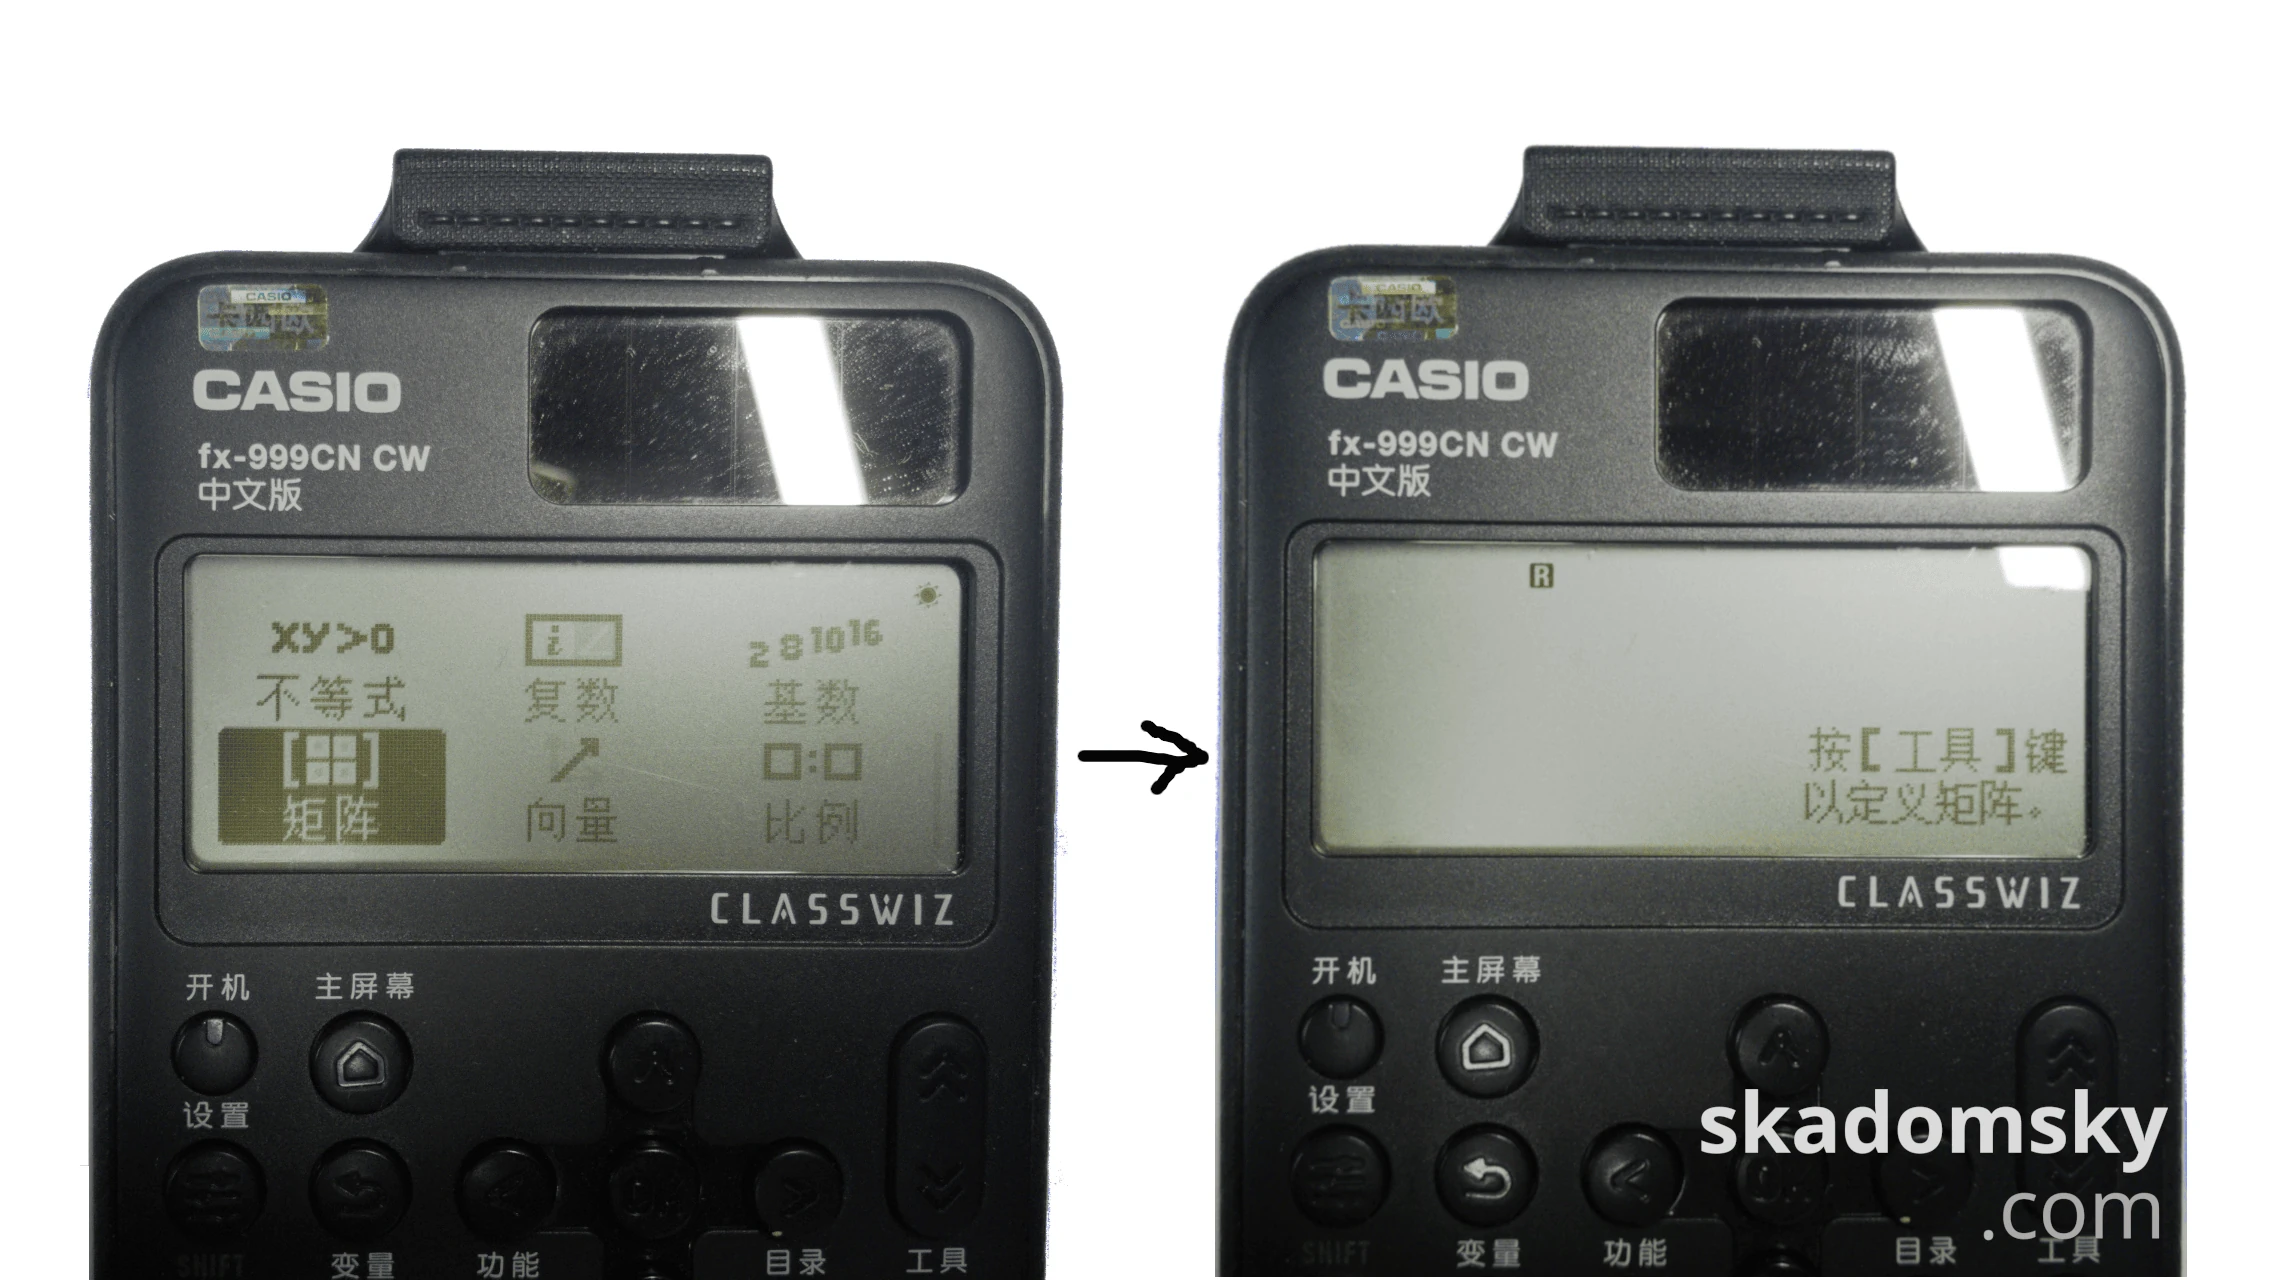 CASIO
卡西欧
CASIO
fx-999CN CW
中文版
xy>0
i
2 8 10 16
不等式
复数
基数
矩阵
向量
比例
CLASSWIZ
开机
主屏幕
设置
OK
SHIFT
变量
功能
目录
工具
CASIO
卡西欧
CASIO
fx-999CN CW
中文版
R
按【工具】键
以定义矩阵。
CLASSWIZ
开机
主屏幕
设置
OK
SHIFT
变量
功能
目录
工具
skadomsky
.com